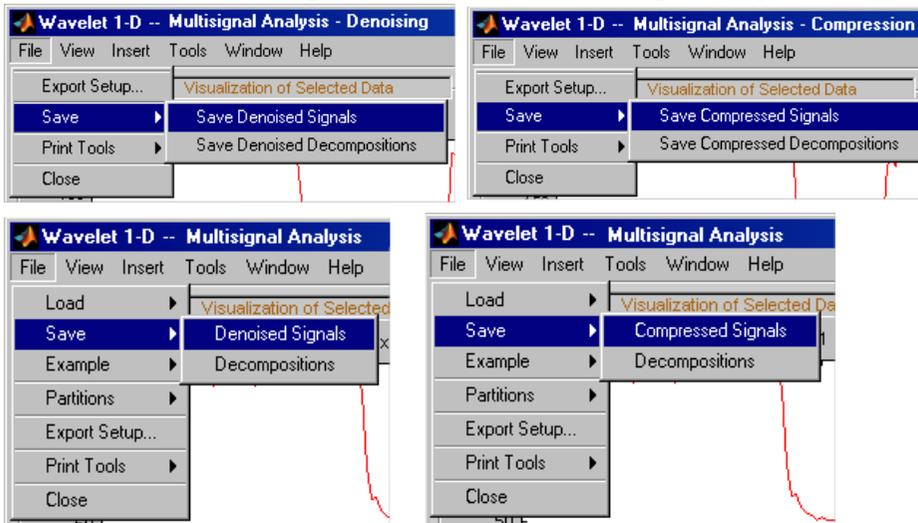 Wavelet 1-D -- Multisignal Analysis - Denoising
File View Insert Tools Window Help
Export Setup...
Visualization of Selected Data
Save
Save Denoised Signals
Save Denoised Decompositions
Print Tools
Close
Wavelet 1-D -- Multisignal Analysis - Compression
File View Insert Tools Window Help
Export Setup...
Visualization of Selected Data
Save
Save Compressed Signals
Save Compressed Decompositions
Print Tools
Close
Wavelet 1-D -- Multisignal Analysis
File View Insert Tools Window Help
Load
Visualization of Selected
Save
Denoised Signals
Decompositions
Example
Partitions
Export Setup...
Print Tools
Close
Wavelet 1-D -- Multisignal Analysis
File View Insert Tools Window Help
Load
Visualization of Selected Da
Save
Compressed Signals
Decompositions
Example
Partitions
Export Setup...
Print Tools
Close